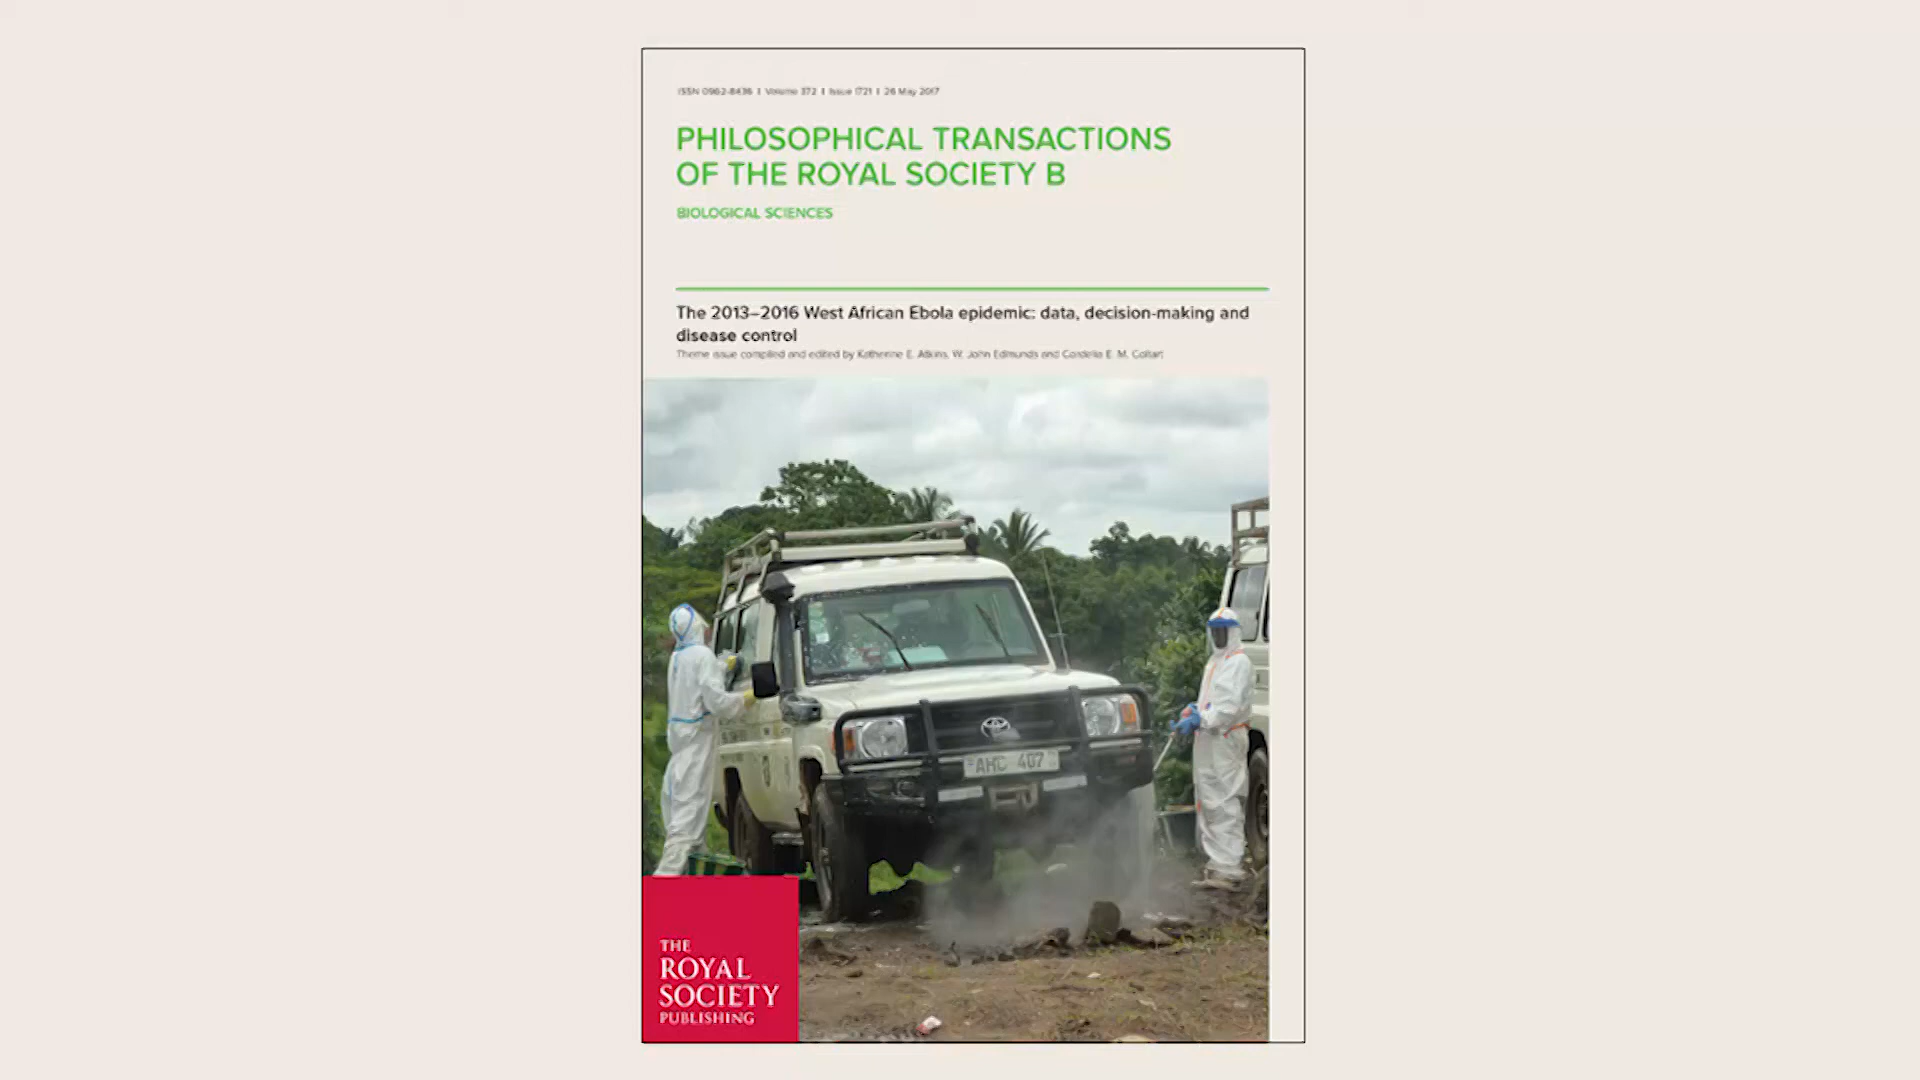 ISSN 0962-8436 I Volume 372 I Issue 1721 I 26 May 2017
PHILOSOPHICAL TRANSACTIONS
OF THE ROYAL SOCIETY B
BIOLOGICAL SCIENCES
The 2013–2016 West African Ebola epidemic: data, decision-making and
disease control
Theme issue compiled and edited by Katherine E. Atkins, W. John Edmunds and Cordelia E. M. Coltart
TOYOTA
AHC 407
THE
ROYAL
SOCIETY
PUBLISHING